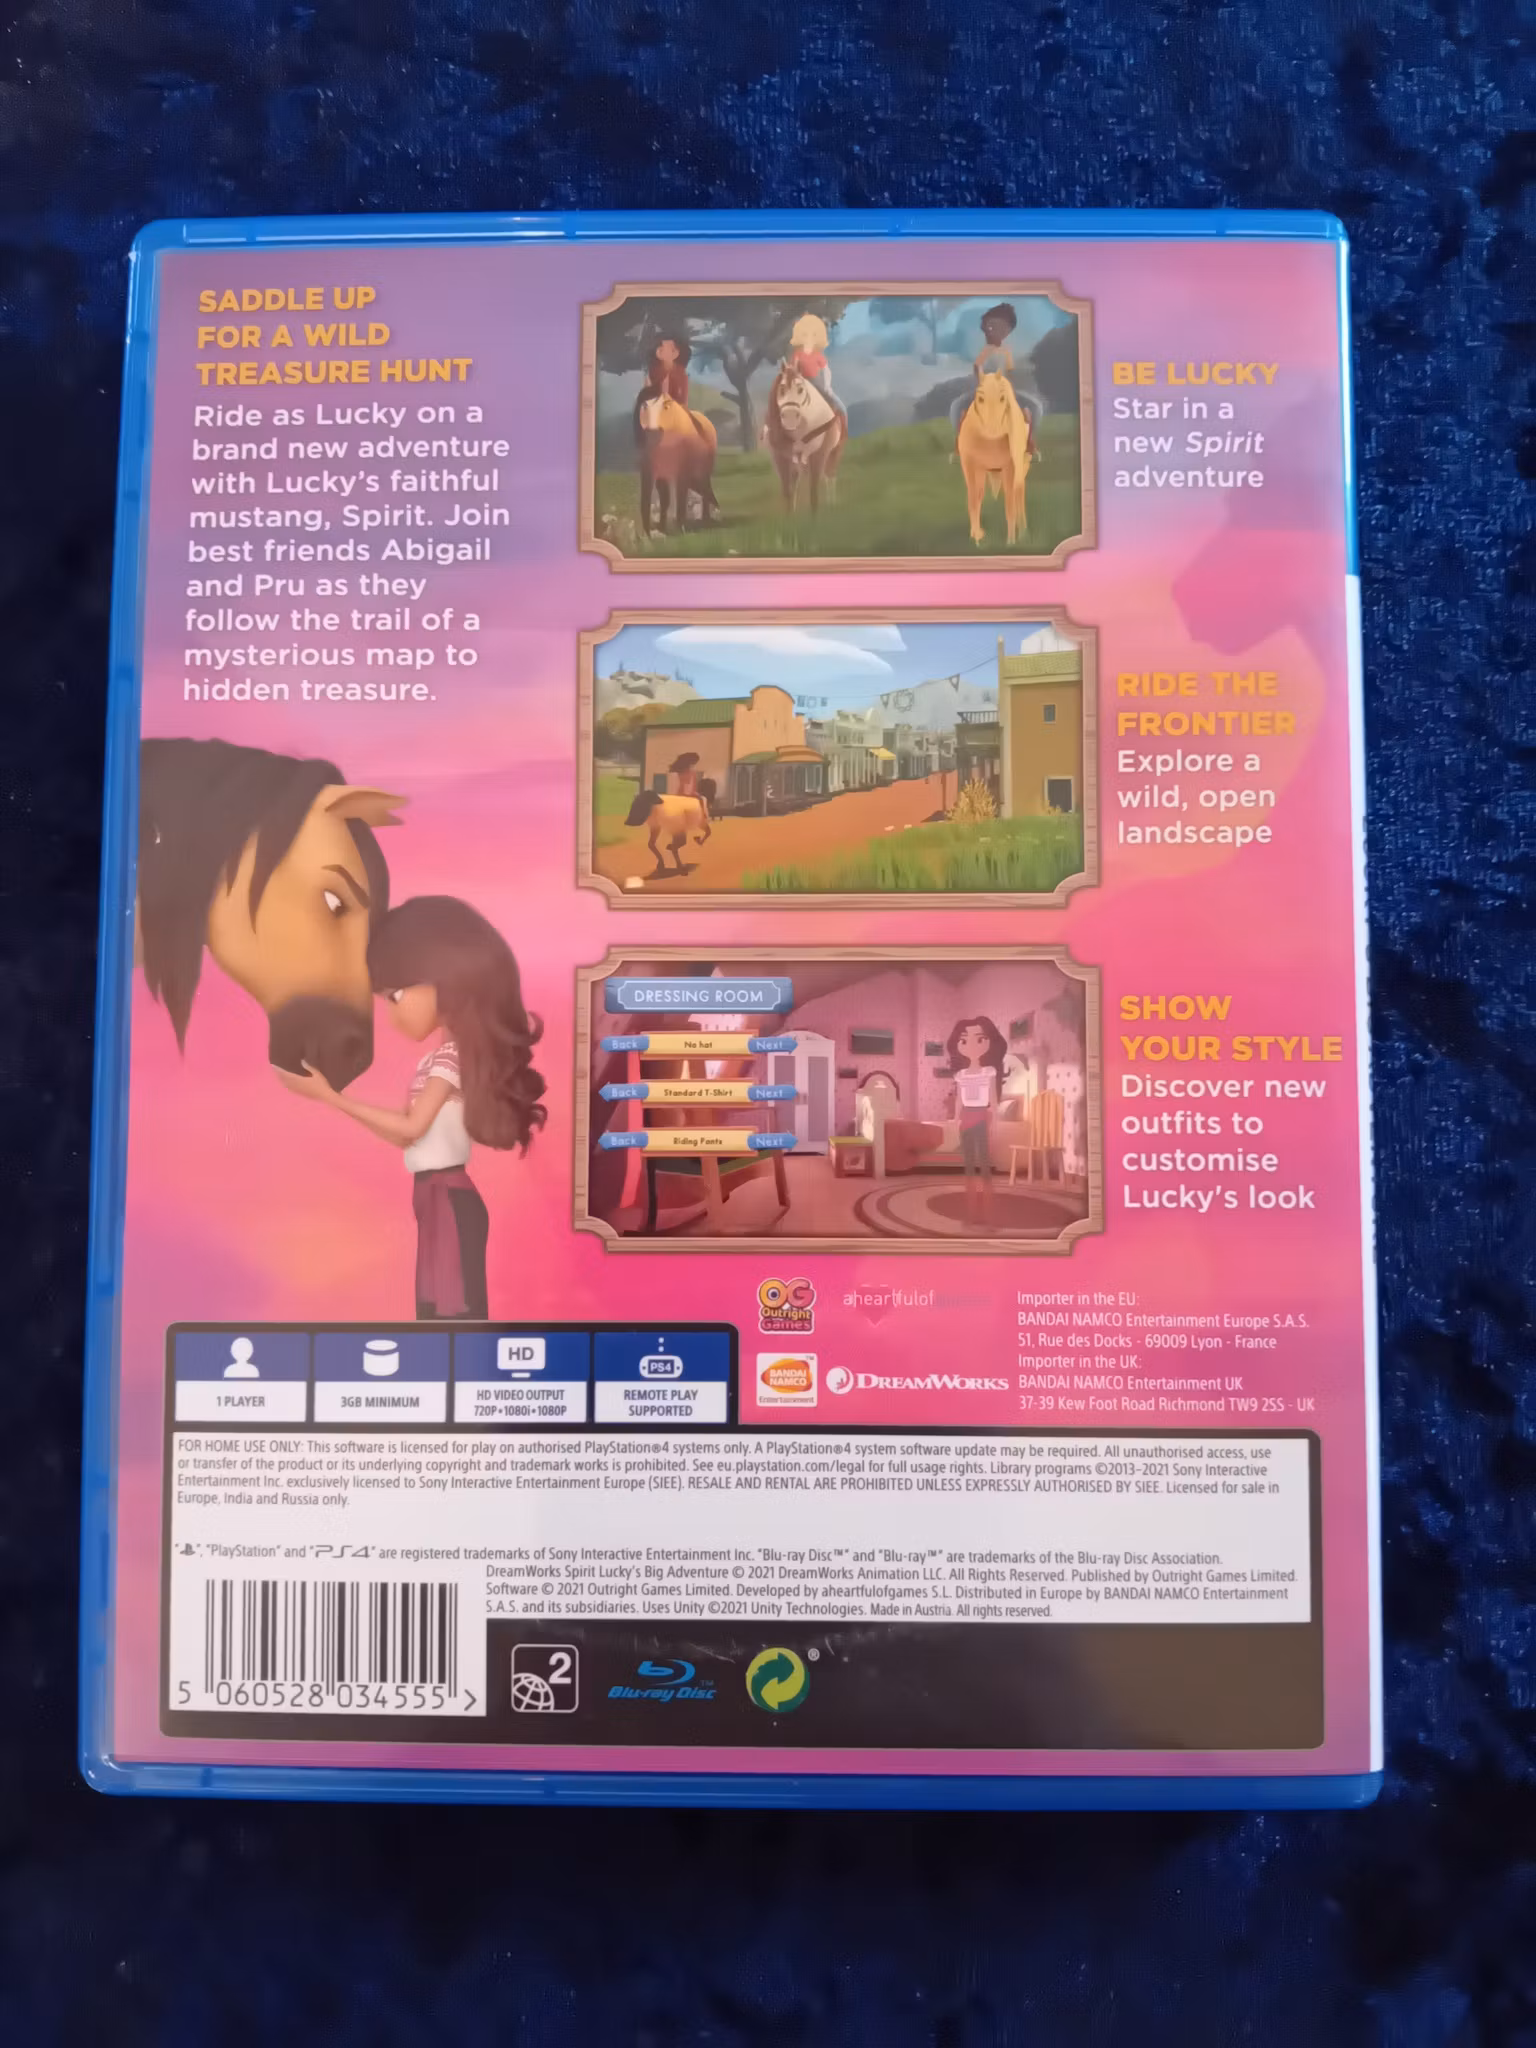 SADDLE UP
FOR A WILD
TREASURE HUNT
Ride as Lucky on a
brand new adventure
with Lucky's faithful
mustang, Spirit. Join
best friends Abigail
and Pru as they
follow the trail of a
mysterious map to
hidden treasure.
BE LUCKY
Star in a
new Spirit
adventure
RIDE THE
FRONTIER
Explore a
wild, open
landscape
DRESSING ROOM
Back No hat Next
Back Standard T-Shirt Next
Back Riding Pants Next
SHOW
YOUR STYLE
Discover new
outfits to
customise
Lucky's look
OG
Outright
Games
aheartfulof
BANDAI
NAMCO
Entertainment
TM
DREAMWORKS
Importer in the EU:
BANDAI NAMCO Entertainment Europe S.A.S.
51, Rue des Docks - 69009 Lyon - France
Importer in the UK:
BANDAI NAMCO Entertainment UK
37-39 Kew Foot Road Richmond TW9 2SS - UK
1 PLAYER
3GB MINIMUM
HD
HD VIDEO OUTPUT
720P•1080i•1080P
PS4
REMOTE PLAY
SUPPORTED
FOR HOME USE ONLY: This software is licensed for play on authorised PlayStation®4 systems only. A PlayStation®4 system software update may be required. All unauthorised access, use
or transfer of the product or its underlying copyright and trademark works is prohibited. See eu.playstation.com/legal for full usage rights. Library programs ©2013-2021 Sony Interactive
Entertainment Inc. exclusively licensed to Sony Interactive Entertainment Europe (SIEE). RESALE AND RENTAL ARE PROHIBITED UNLESS EXPRESSLY AUTHORISED BY SIEE. Licensed for sale in
Europe, India and Russia only.
" ", "PlayStation" and "PS4" are registered trademarks of Sony Interactive Entertainment Inc. "Blu-ray Disc™" and "Blu-ray™" are trademarks of the Blu-ray Disc Association.
DreamWorks Spirit Lucky's Big Adventure © 2021 DreamWorks Animation LLC. All Rights Reserved. Published by Outright Games Limited.
Software © 2021 Outright Games Limited. Developed by aheartfulofgames S.L. Distributed in Europe by BANDAI NAMCO Entertainment
S.A.S. and its subsidiaries. Uses Unity ©2021 Unity Technologies. Made in Austria. All rights reserved.
5 060528 034555 >
2
Blu-ray Disc™
®